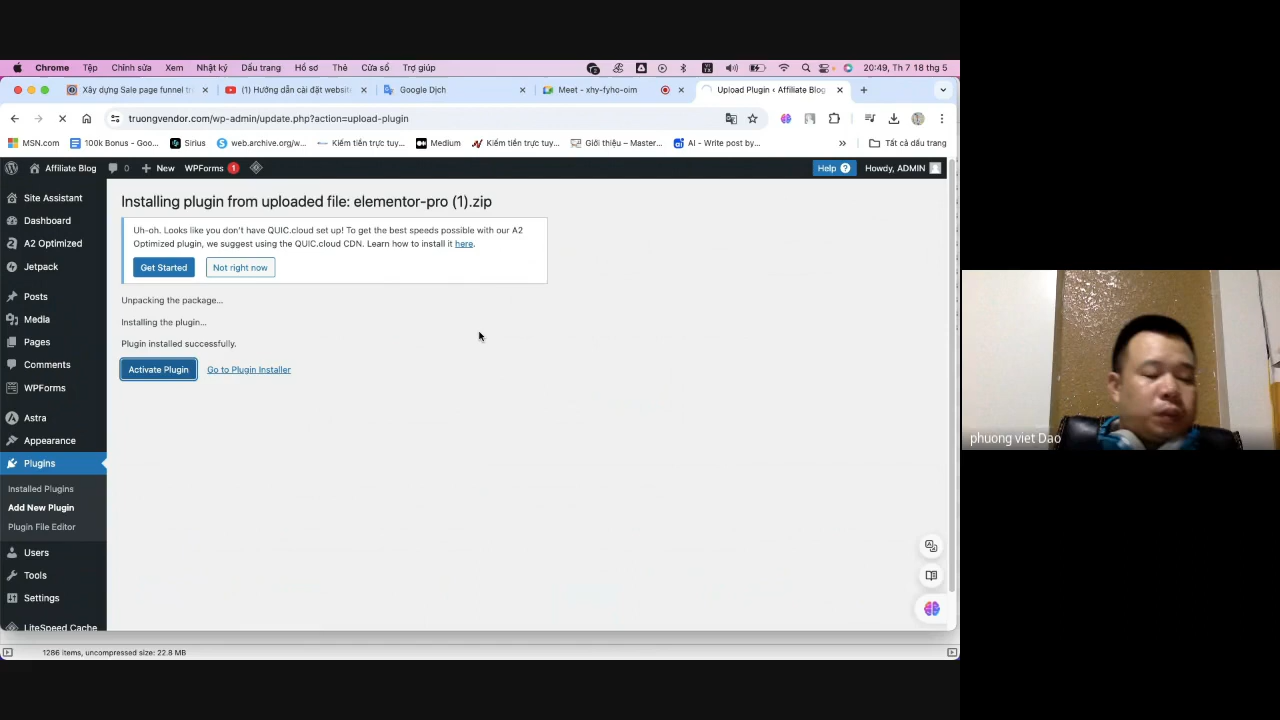 Chrome Tệp Chỉnh sửa Xem Nhật ký Dấu trang Hồ sơ Thẻ Cửa sổ Trợ giúp 20:49, Th 7 18 thg 5
Xây dựng Sale page funnel tr
(1) Hướng dẫn cài đặt website
Google Dịch
Meet - xhy-fyho-oim
Upload Plugin ‹ Affiliate Blog
truongvendor.com/wp-admin/update.php?action=upload-plugin
MSN.com 100k Bonus - Goo... Sirius web.archive.org/w... Kiếm tiền trực tuy... Medium Kiếm tiền trực tuy... Giới thiệu – Master... AI - Write post by... » Tất cả dấu trang
Affiliate Blog 0 New WPForms 1 Help ? Howdy, ADMIN
Site Assistant
Dashboard
A2 Optimized
Jetpack
Posts
Media
Pages
Comments
WPForms
Astra
Appearance
Plugins
Installed Plugins
Add New Plugin
Plugin File Editor
Users
Tools
Settings
LiteSpeed Cache
Installing plugin from uploaded file: elementor-pro (1).zip
Uh-oh. Looks like you don't have QUIC.cloud set up! To get the best speeds possible with our A2
Optimized plugin, we suggest using the QUIC.cloud CDN. Learn how to install it here.
Get Started Not right now
Unpacking the package...
Installing the plugin...
Plugin installed successfully.
Activate Plugin Go to Plugin Installer
1286 items, uncompressed size: 22.8 MB
phuong viet Dao